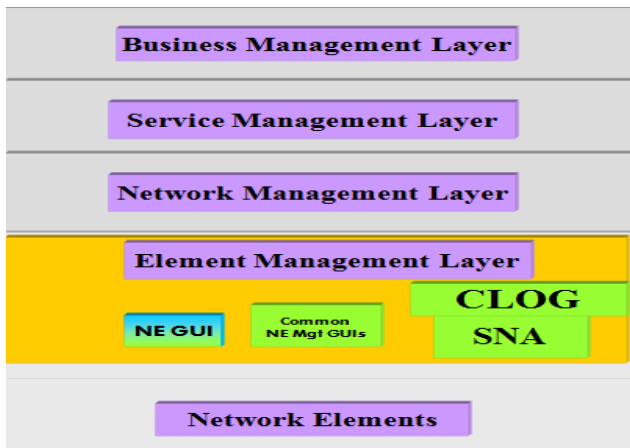 Business Management Layer
Service Management Layer
Network Management Layer
Element Management Layer
CLOG
NE GUI
Common
NE Mgt GUIs
SNA
Network Elements